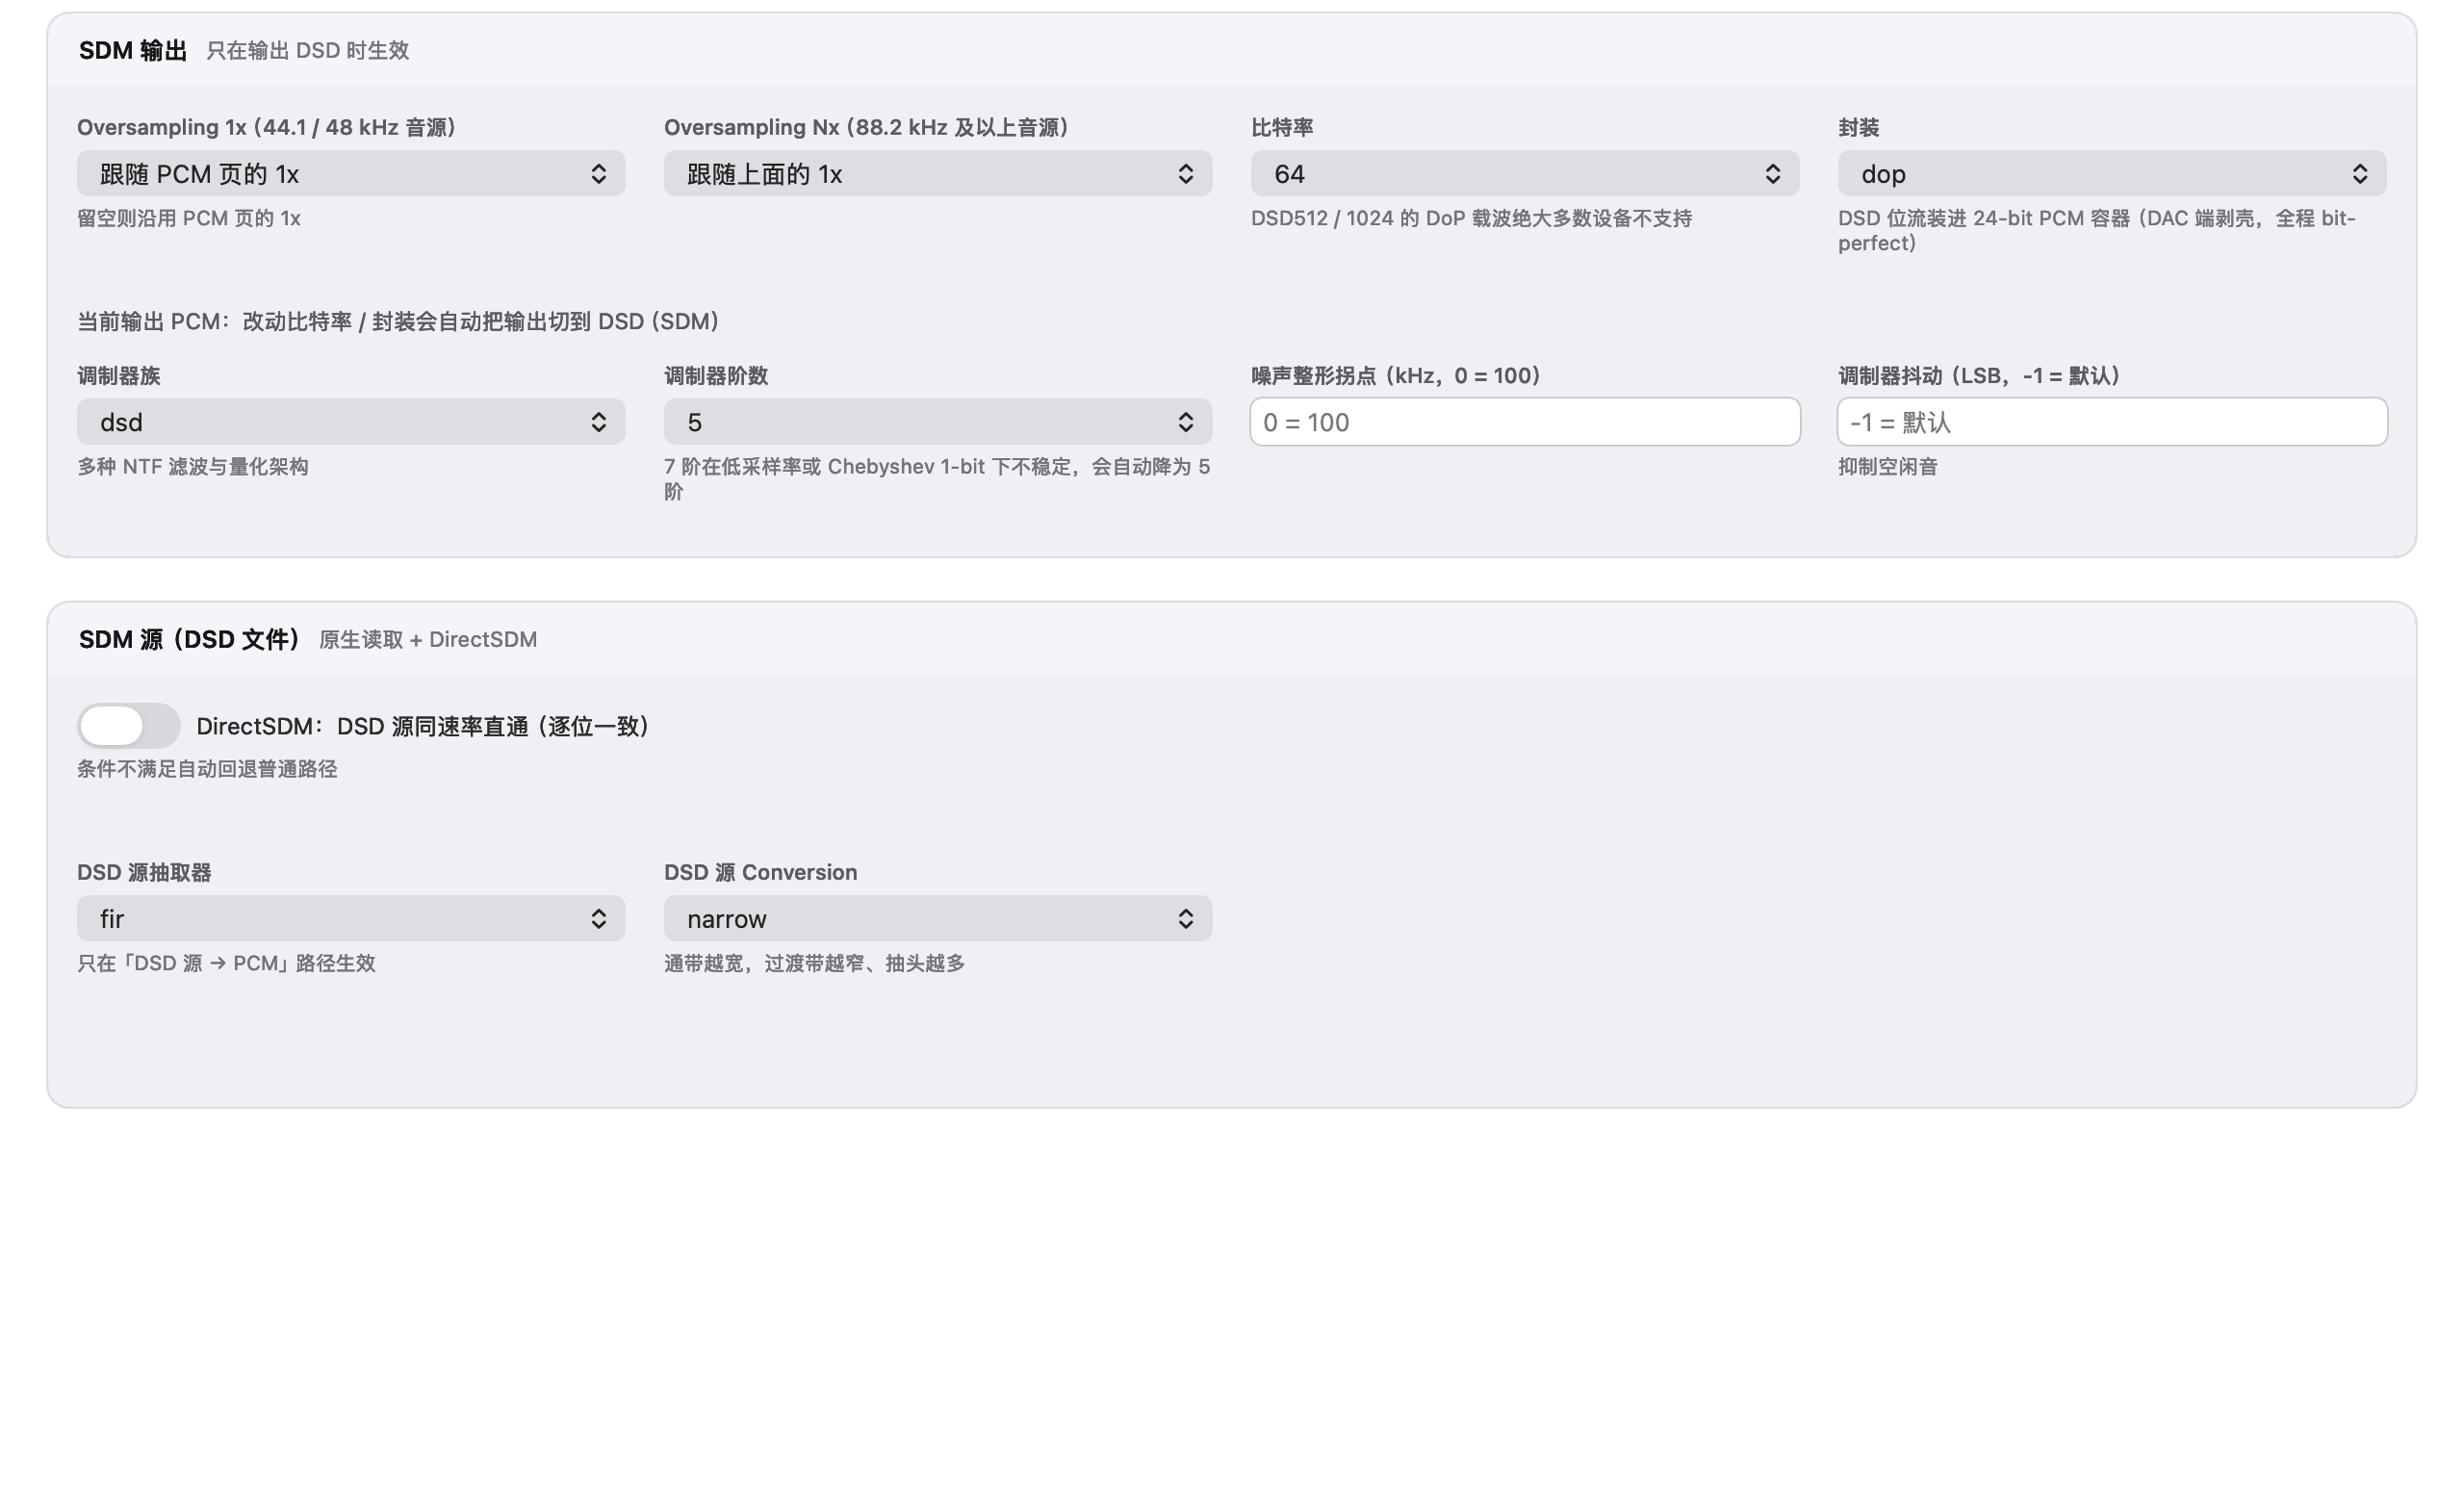 SDM 输出 只在输出 DSD 时生效
Oversampling 1x（44.1 / 48 kHz 音源） Oversampling Nx（88.2 kHz 及以上音源） 比特率 封装
跟随 PCM 页的 1x 跟随上面的 1x 64 dop
留空则沿用 PCM 页的 1x DSD512 / 1024 的 DoP 载波绝大多数设备不支持 DSD 位流装进 24-bit PCM 容器（DAC 端剥壳，全程 bit-
perfect）
当前输出 PCM：改动比特率 / 封装会自动把输出切到 DSD（SDM）
调制器族 调制器阶数 噪声整形拐点（kHz，0 = 100） 调制器抖动（LSB，-1 = 默认）
dsd 5 0 = 100 -1 = 默认
多种 NTF 滤波与量化架构 7 阶在低采样率或 Chebyshev 1-bit 下不稳定，会自动降为 5 抑制空闲音
阶
SDM 源（DSD 文件） 原生读取 + DirectSDM
DirectSDM：DSD 源同速率直通（逐位一致）
条件不满足自动回退普通路径
DSD 源抽取器 DSD 源 Conversion
fir narrow
只在「DSD 源 → PCM」路径生效 通带越宽，过渡带越窄、抽头越多